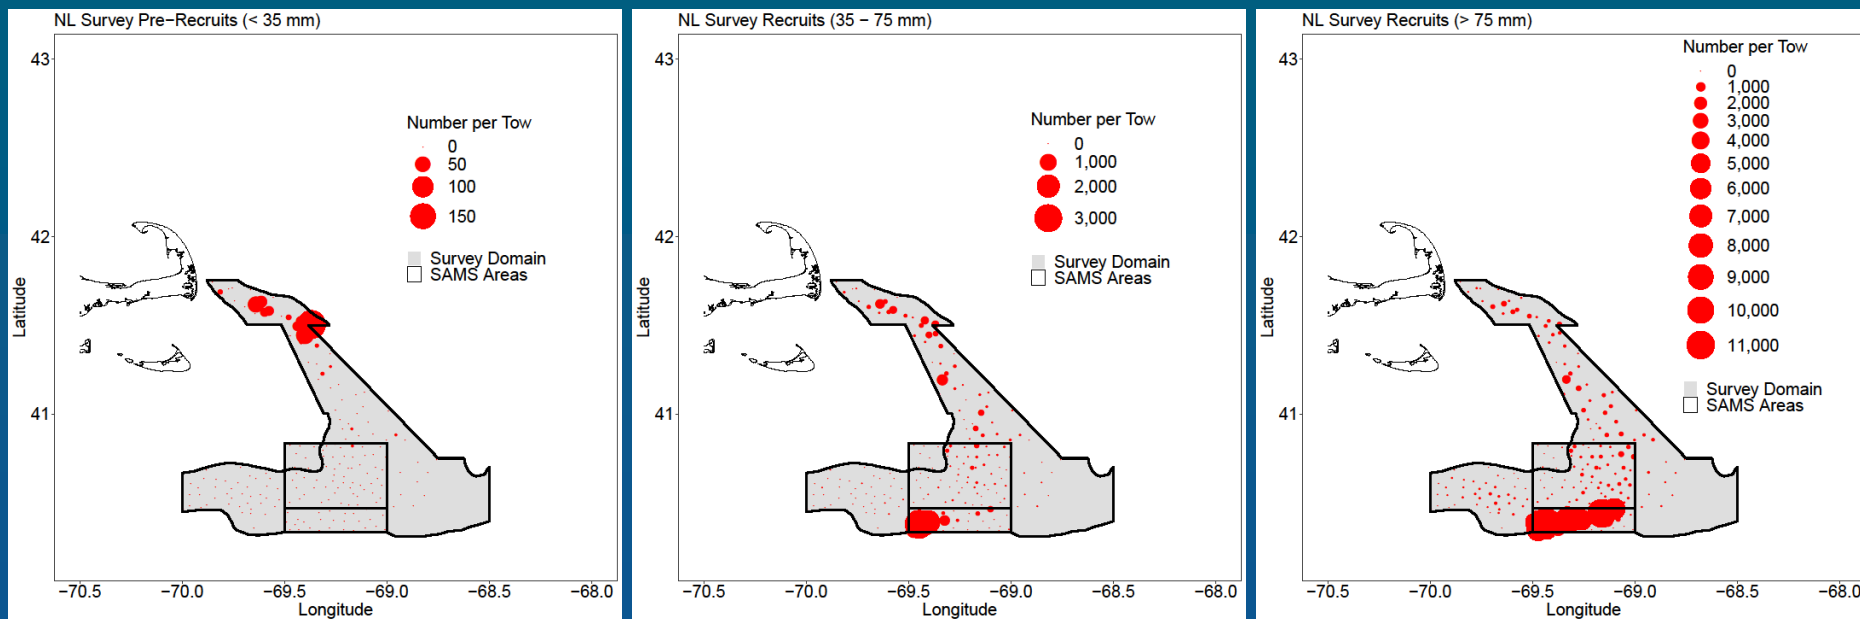 NL Survey Pre−Recruits (< 35 mm)
43
42
41
Latitude
Number per Tow
0
50
100
150
Survey Domain
SAMS Areas
−70.5 −70.0 −69.5 −69.0 −68.5 −68.0
Longitude
NL Survey Recruits (35 − 75 mm)
43
42
41
Latitude
Number per Tow
0
1,000
2,000
3,000
Survey Domain
SAMS Areas
−70.5 −70.0 −69.5 −69.0 −68.5 −68.0
Longitude
NL Survey Recruits (> 75 mm)
43
42
41
Latitude
Number per Tow
0
1,000
2,000
3,000
4,000
5,000
6,000
7,000
8,000
9,000
10,000
11,000
Survey Domain
SAMS Areas
−70.5 −70.0 −69.5 −69.0 −68.5 −68.0
Longitude